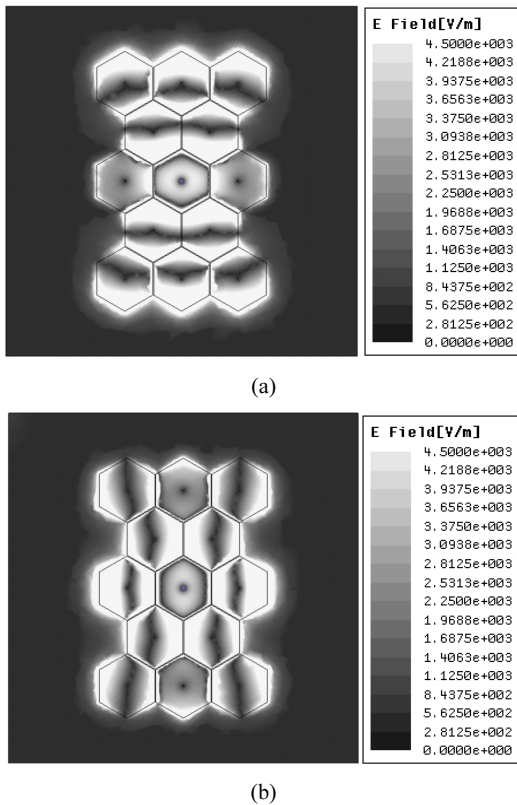 E Field[V/m]
4.5000e+003
4.2188e+003
3.9375e+003
3.6563e+003
3.3750e+003
3.0938e+003
2.8125e+003
2.5313e+003
2.2500e+003
1.9688e+003
1.6875e+003
1.4063e+003
1.1250e+003
8.4375e+002
5.6250e+002
2.8125e+002
0.0000e+000
(a)
E Field[V/m]
4.5000e+003
4.2188e+003
3.9375e+003
3.6563e+003
3.3750e+003
3.0938e+003
2.8125e+003
2.5313e+003
2.2500e+003
1.9688e+003
1.6875e+003
1.4063e+003
1.1250e+003
8.4375e+002
5.6250e+002
2.8125e+002
0.0000e+000
(b)